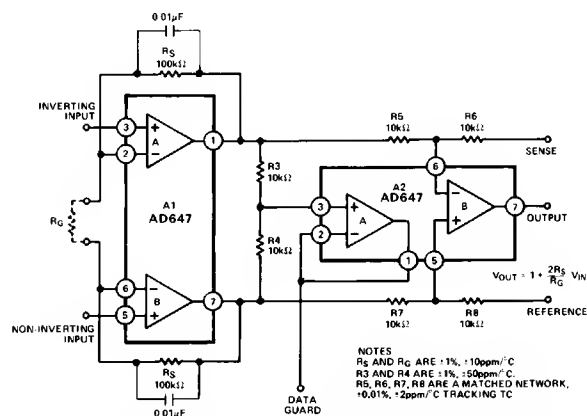 0.01µF
RS
100kΩ
INVERTING
INPUT
3
+
A
1
2
–
A1
AD647
RG
6
–
B
7
5
+
NON-INVERTING
INPUT
RS
100kΩ
0.01µF
R3
10kΩ
R4
10kΩ
R5
10kΩ
R6
10kΩ
SENSE
6
A2
AD647
3
+
A
2
–
1
–
B
+
7
OUTPUT
5
VOUT = 1 + 2RS/RG VIN
R7
10kΩ
R8
10kΩ
REFERENCE
DATA
GUARD
NOTES
RS AND RG ARE ±1%, ±10ppm/°C
R3 AND R4 ARE ±1%, ±50ppm/°C.
R5, R6, R7, R8 ARE A MATCHED NETWORK,
±0.01%, ±2ppm/°C TRACKING TC